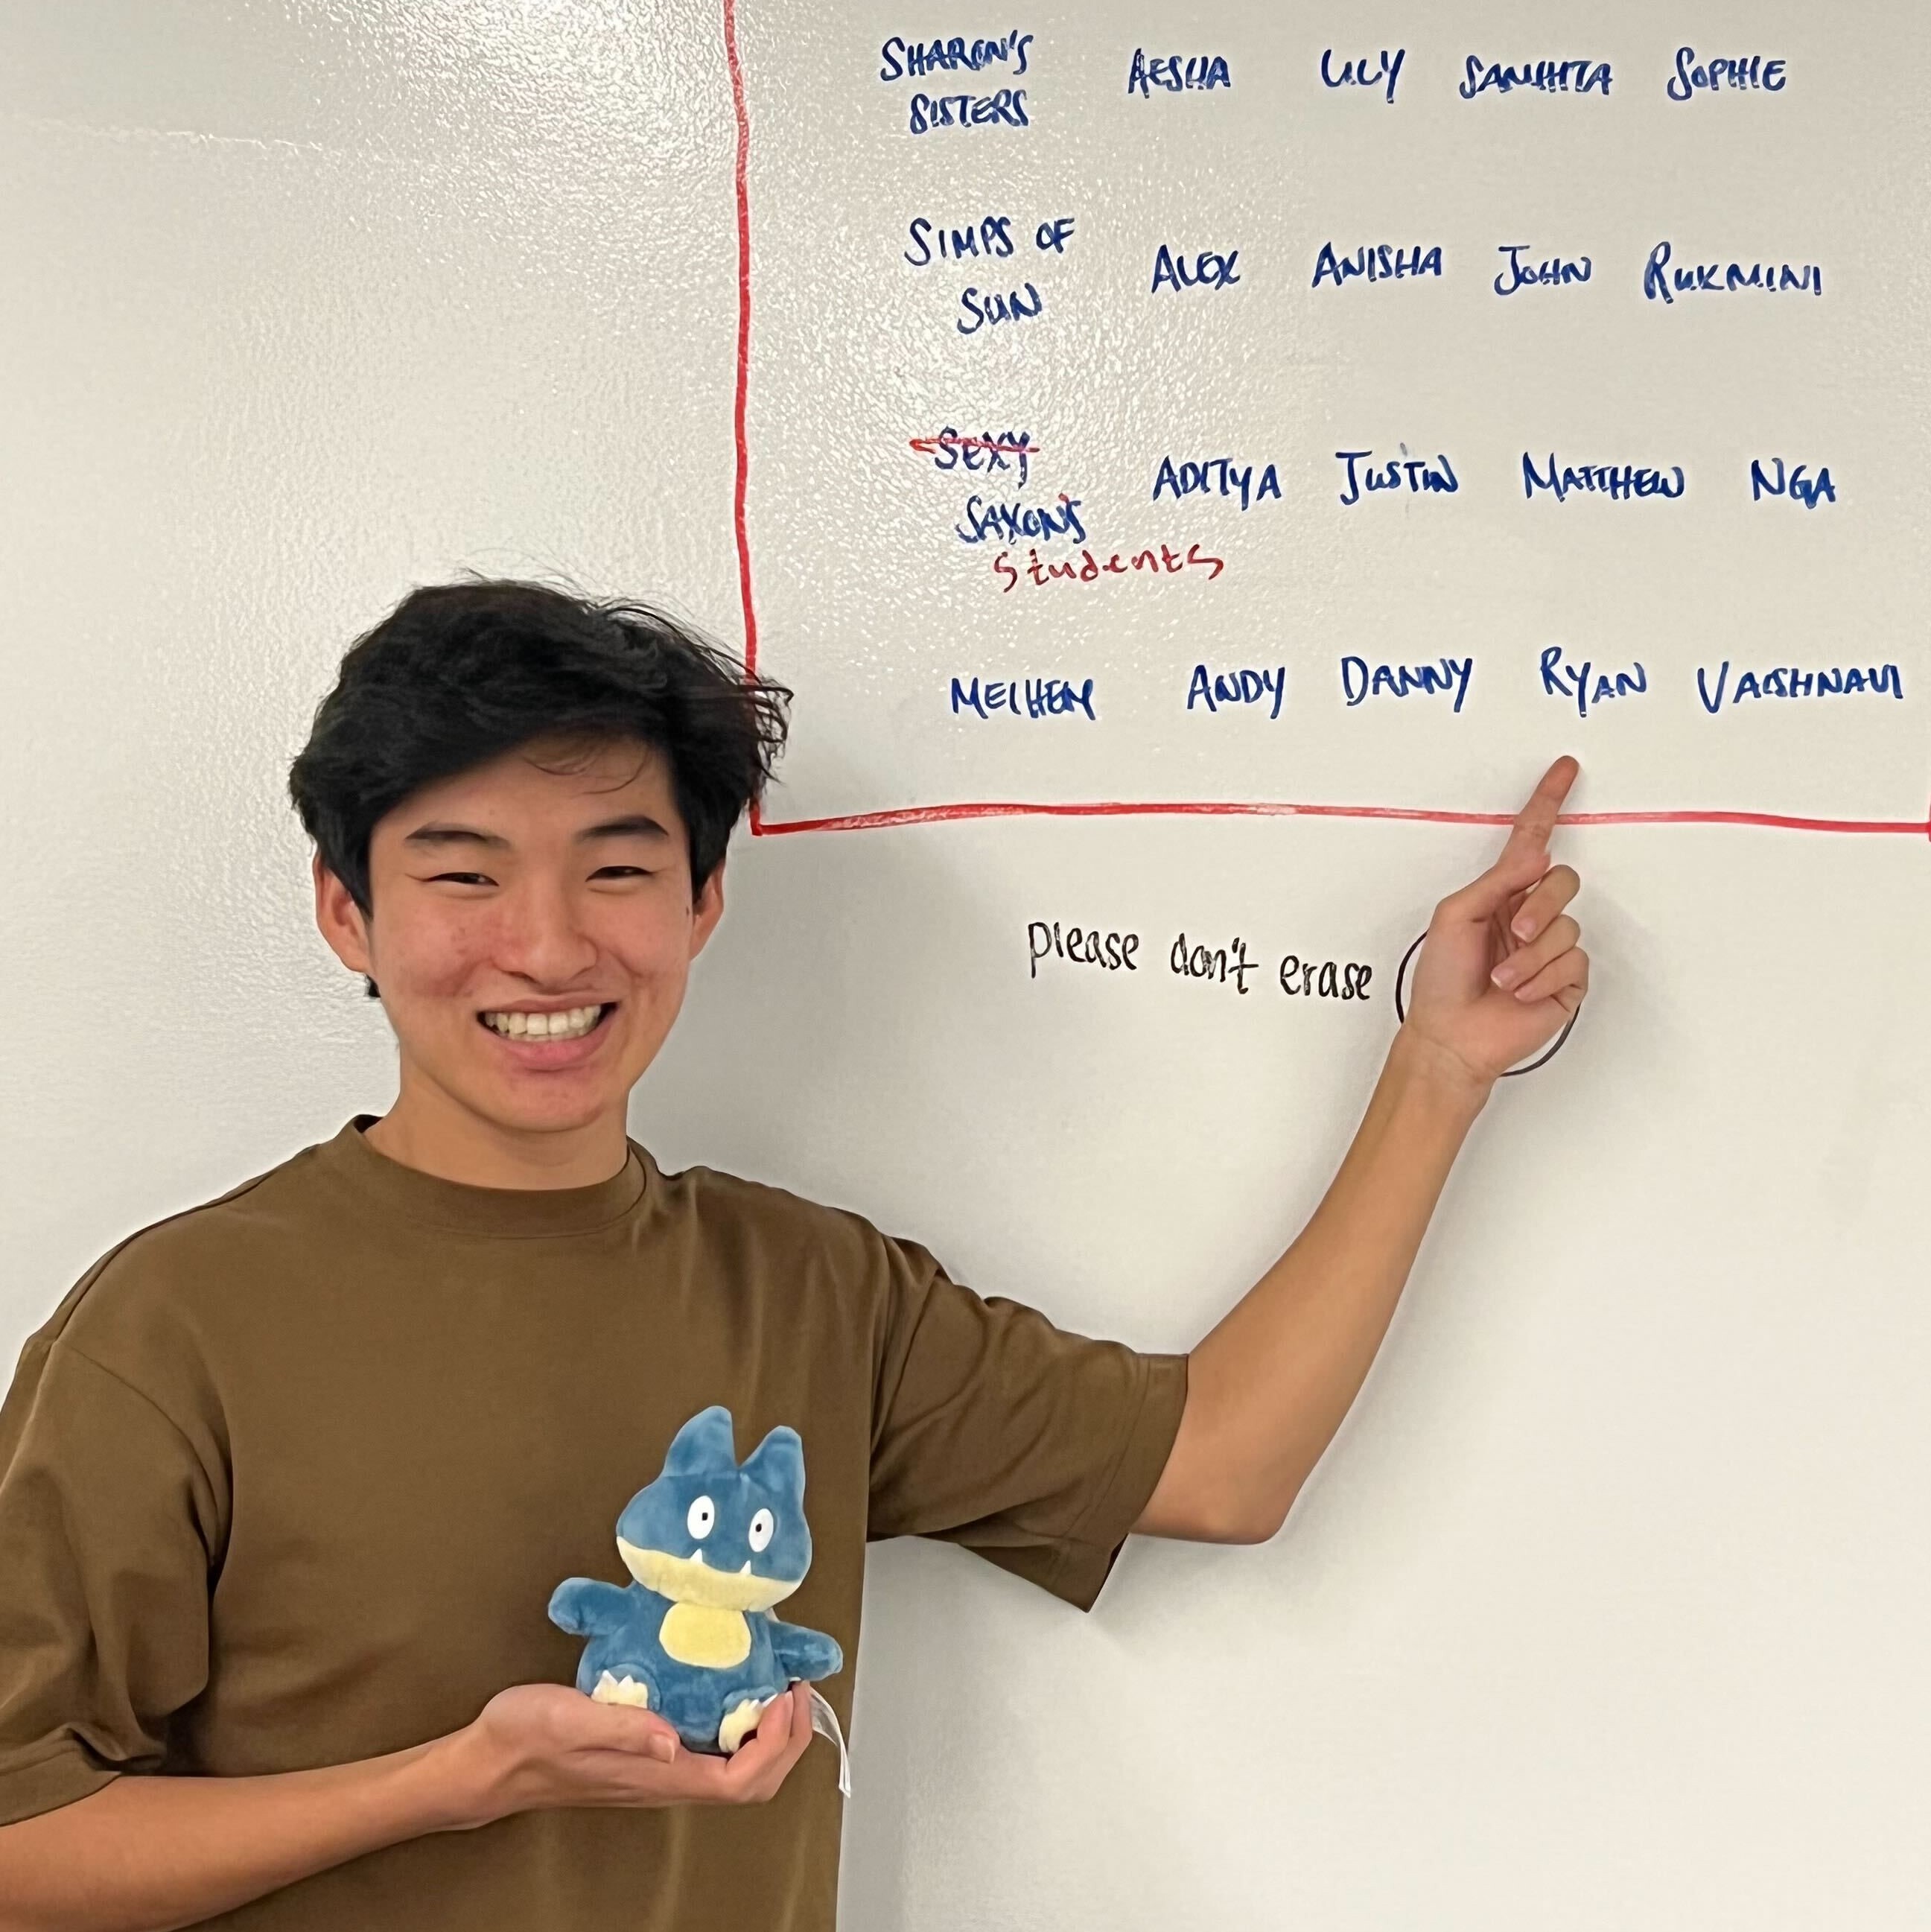 SHARON'S
SISTERS
AESHA LILY SAMHITA SOPHIE
SIMPS OF
SUN
ALEX ANISHA JOHN RUKMINI
SEXY
SAXON'S
Students
ADITYA JUSTIN MATTHEW NGA
MEIHEM ANDY DANNY RYAN VAISHNAVI
please don't erase